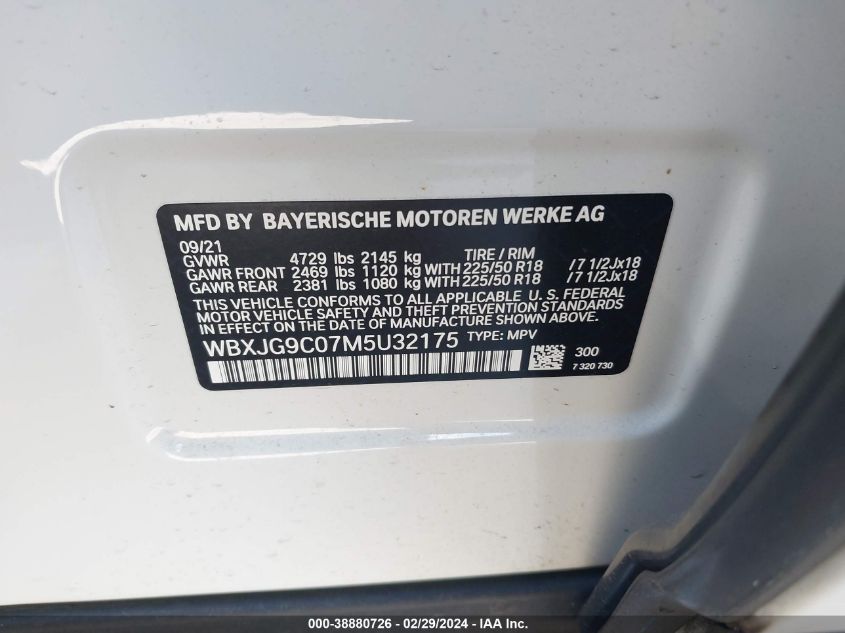 MFD BY BAYERISCHE MOTOREN WERKE AG
09/21
GVWR 4729 lbs 2145 kg TIRE / RIM
GAWR FRONT 2469 lbs 1120 kg WITH 225/50 R18 / 7 1/2Jx18
GAWR REAR 2381 lbs 1080 kg WITH 225/50 R18 / 7 1/2Jx18
THIS VEHICLE CONFORMS TO ALL APPLICABLE U. S. FEDERAL
MOTOR VEHICLE SAFETY AND THEFT PREVENTION STANDARDS
IN EFFECT ON THE DATE OF MANUFACTURE SHOWN ABOVE.
WBXJG9C07M5U32175 TYPE: MPV
300
7 320 730
000-38880726 / 02/29/2024 - Copyright © IAA, Inc. All Rights Reserved.